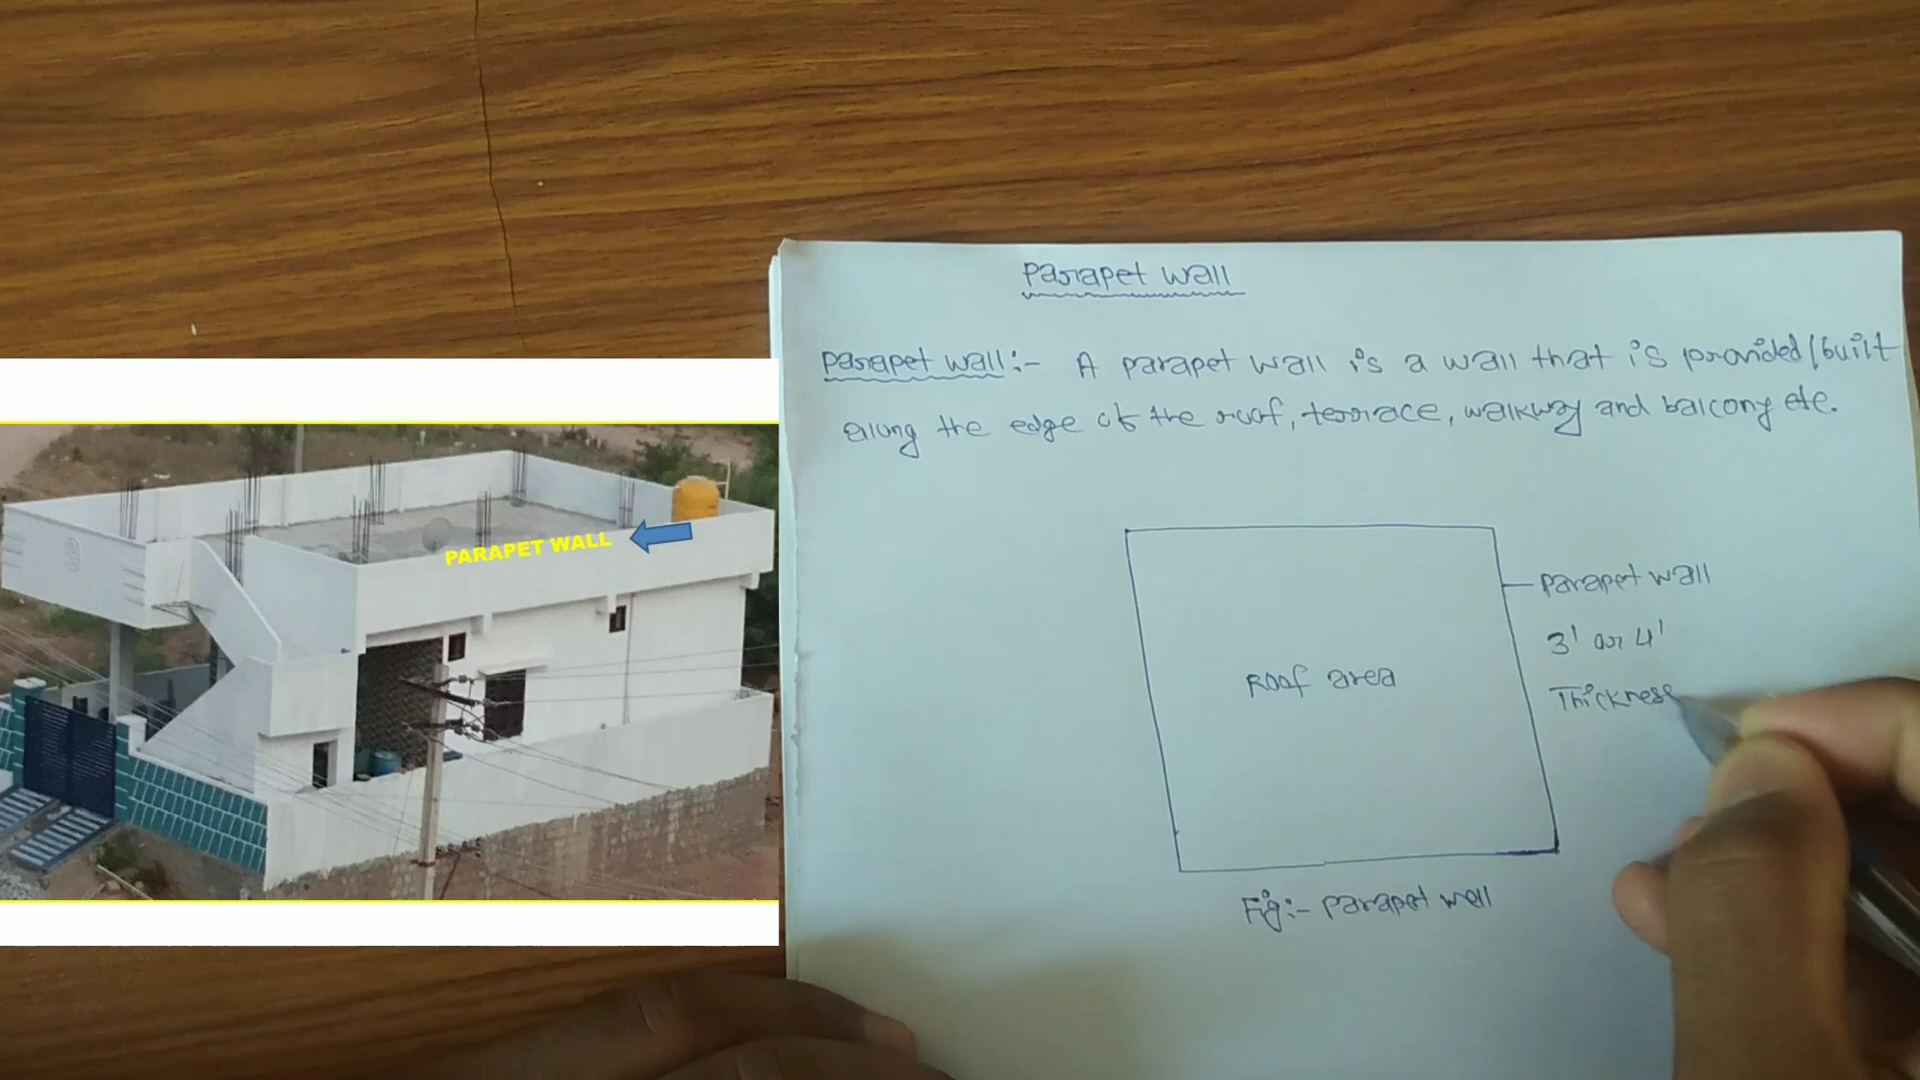 Parapet wall
Parapet wall:- A parapet wall is a wall that is provided/built
along the edge of the roof, terrace, walkway and balcony etc.
PARAPET WALL
Parapet wall
3' or 4'
Roof area
Thickness
Fig:- Parapet wall